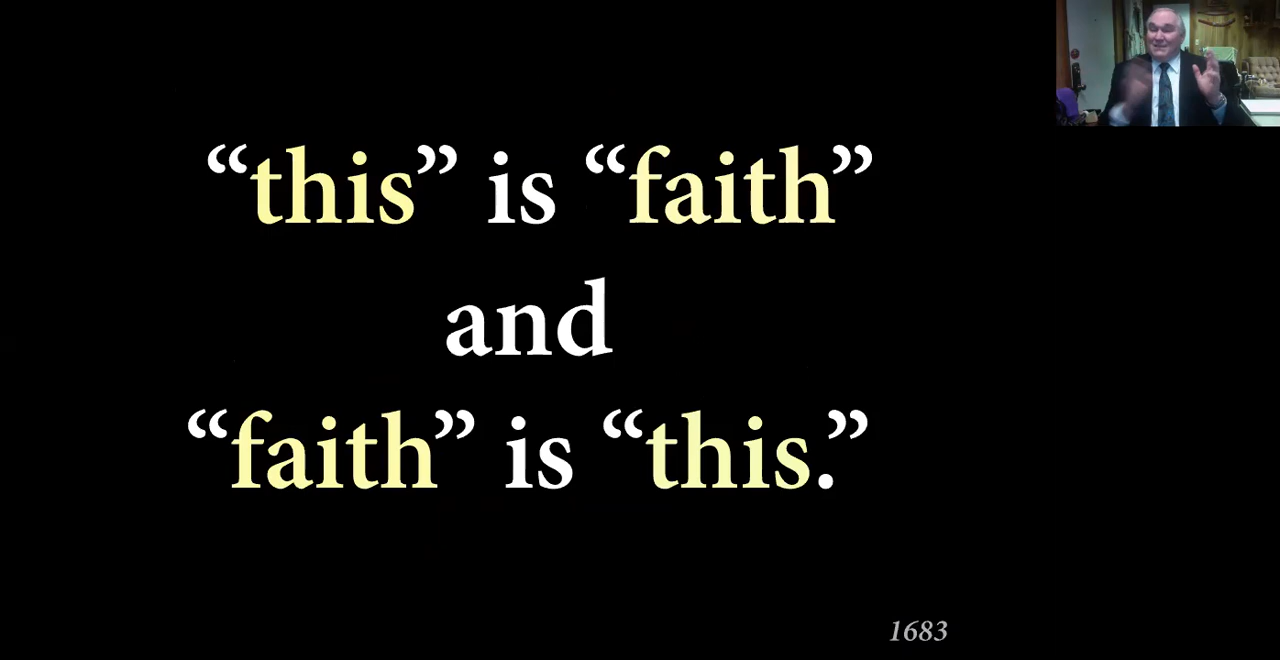 “this” is “faith”
and
“faith” is “this.”
1683